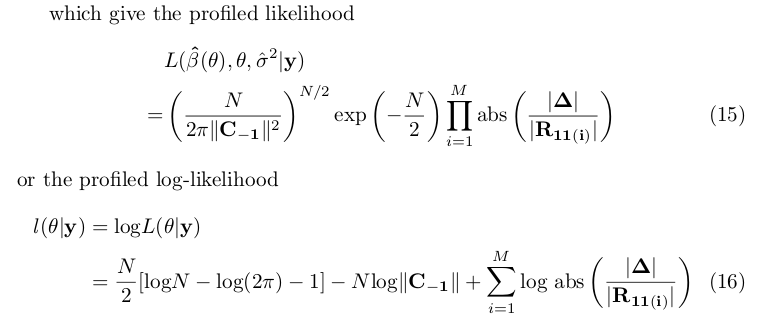 which give the profiled likelihood
L(β̂(θ), θ, σ̂²|𝐲)
= (N / 2π‖𝐂₋𝟏‖²)^{N/2} exp(−N/2) ∏_{i=1}^{M} abs(|𝚫| / |𝐑₁₁₍ᵢ₎|) (15)
or the profiled log-likelihood
l(θ|𝐲) = logL(θ|𝐲)
= N/2 [logN − log(2π) − 1] − Nlog‖𝐂₋𝟏‖ + ∑_{i=1}^{M} log abs(|𝚫| / |𝐑₁₁₍ᵢ₎|) (16)